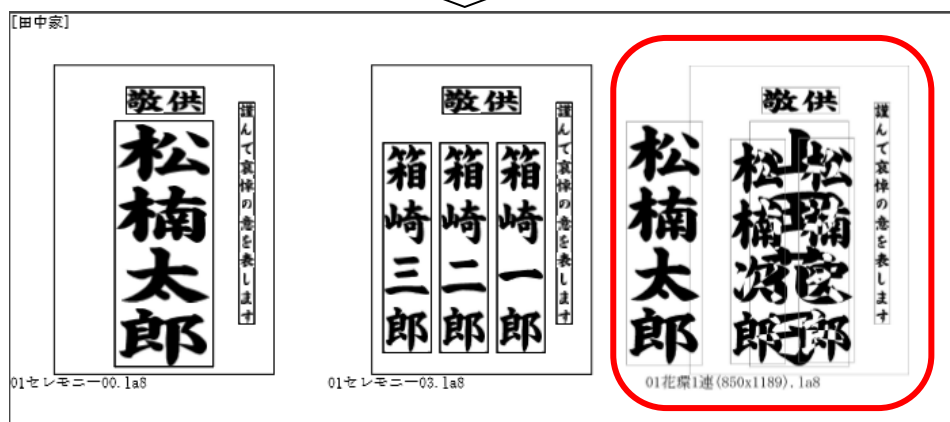 [田中家]
敬供
謹んで哀悼の意を表します
松楠太郎
01セレモニー00.la8
敬供
謹んで哀悼の意を表します
箱崎一郎
箱崎二郎
箱崎三郎
01セレモニー03.la8
敬供
謹んで哀悼の意を表します
松楠太郎
01花環1連(850x1189).la8